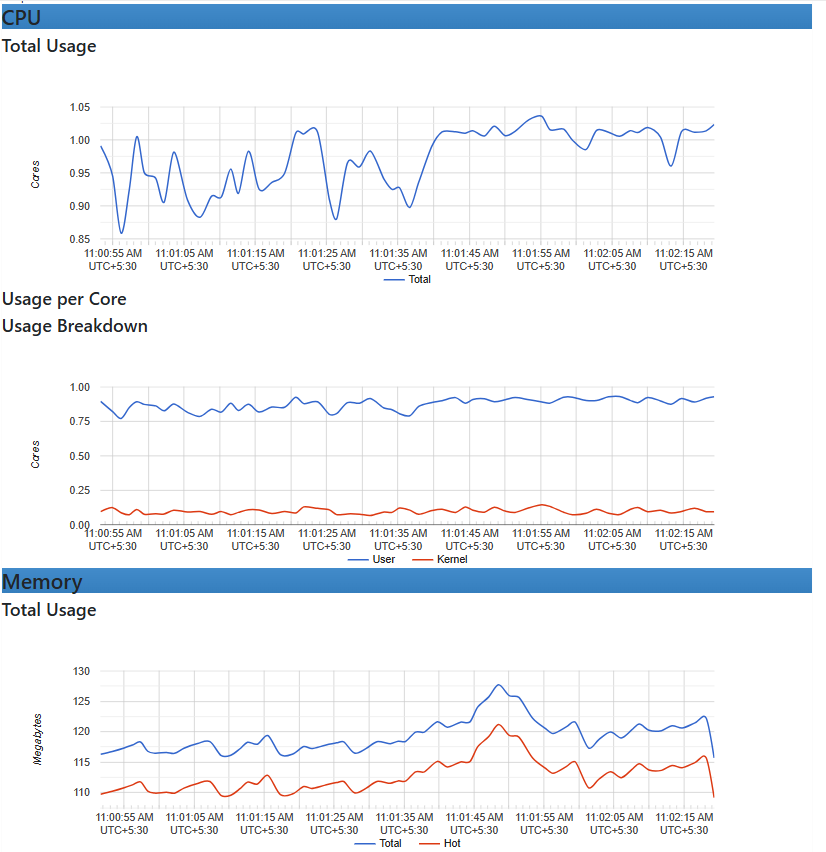 CPU
Total Usage
1.05
1.00
0.95
0.90
0.85
Cores
11:00:55 AM 11:01:05 AM 11:01:15 AM 11:01:25 AM 11:01:35 AM 11:01:45 AM 11:01:55 AM 11:02:05 AM 11:02:15 AM
UTC+5:30 UTC+5:30 UTC+5:30 UTC+5:30 UTC+5:30 UTC+5:30 UTC+5:30 UTC+5:30 UTC+5:30
Total
Usage per Core
Usage Breakdown
1.00
0.75
0.50
0.25
0.00
Cores
11:00:55 AM 11:01:05 AM 11:01:15 AM 11:01:25 AM 11:01:35 AM 11:01:45 AM 11:01:55 AM 11:02:05 AM 11:02:15 AM
UTC+5:30 UTC+5:30 UTC+5:30 UTC+5:30 UTC+5:30 UTC+5:30 UTC+5:30 UTC+5:30 UTC+5:30
User Kernel
Memory
Total Usage
130
125
120
115
110
Megabytes
11:00:55 AM 11:01:05 AM 11:01:15 AM 11:01:25 AM 11:01:35 AM 11:01:45 AM 11:01:55 AM 11:02:05 AM 11:02:15 AM
UTC+5:30 UTC+5:30 UTC+5:30 UTC+5:30 UTC+5:30 UTC+5:30 UTC+5:30 UTC+5:30 UTC+5:30
Total Hot